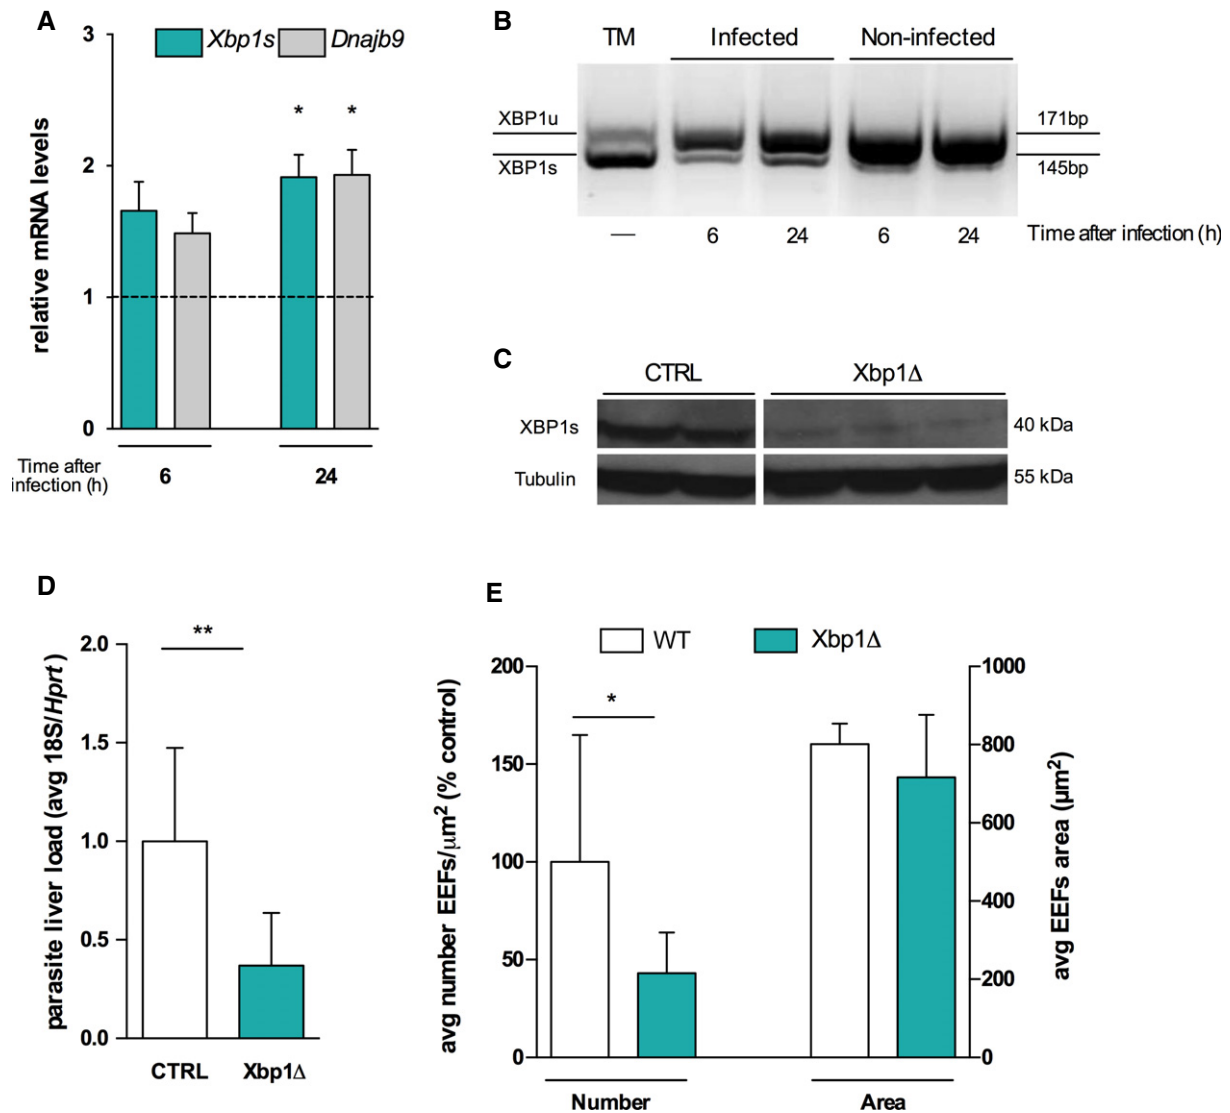 A
3
2
1
0
relative mRNA levels
Xbp1s
Dnajb9
* *
Time after
infection (h)
6
24
B
TM
Infected
Non-infected
XBP1u
XBP1s
171bp
145bp
— 6 24 6 24 Time after infection (h)
C
CTRL
Xbp1Δ
XBP1s
40 kDa
Tubulin
55 kDa
D
parasite liver load (avg 18S/Hprt )
2.0
1.5
1.0
0.5
0.0
**
CTRL
Xbp1Δ
E
WT
Xbp1Δ
avg number EEFs/μm² (% control)
200
150
100
50
0
*
1000
800
600
400
200
0
avg EEFs area (μm²)
Number
Area